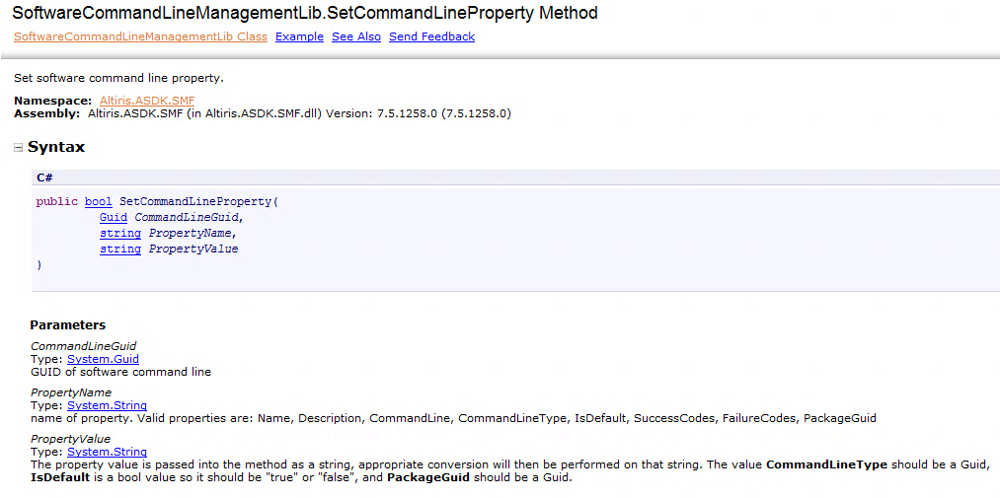 SoftwareCommandLineManagementLib.SetCommandLineProperty Method
SoftwareCommandLineManagementLib Class Example See Also Send Feedback
Set software command line property.
Namespace: Altiris.ASDK.SMF
Assembly: Altiris.ASDK.SMF (in Altiris.ASDK.SMF.dll) Version: 7.5.1258.0 (7.5.1258.0)
Syntax
C#
public bool SetCommandLineProperty(
Guid CommandLineGuid,
string PropertyName,
string PropertyValue
)
Parameters
CommandLineGuid
Type: System.Guid
GUID of software command line
PropertyName
Type: System.String
name of property. Valid properties are: Name, Description, CommandLine, CommandLineType, IsDefault, SuccessCodes, FailureCodes, PackageGuid
PropertyValue
Type: System.String
The property value is passed into the method as a string, appropriate conversion will then be performed on that string. The value CommandLineType should be a Guid,
IsDefault is a bool value so it should be "true" or "false", and PackageGuid should be a Guid.